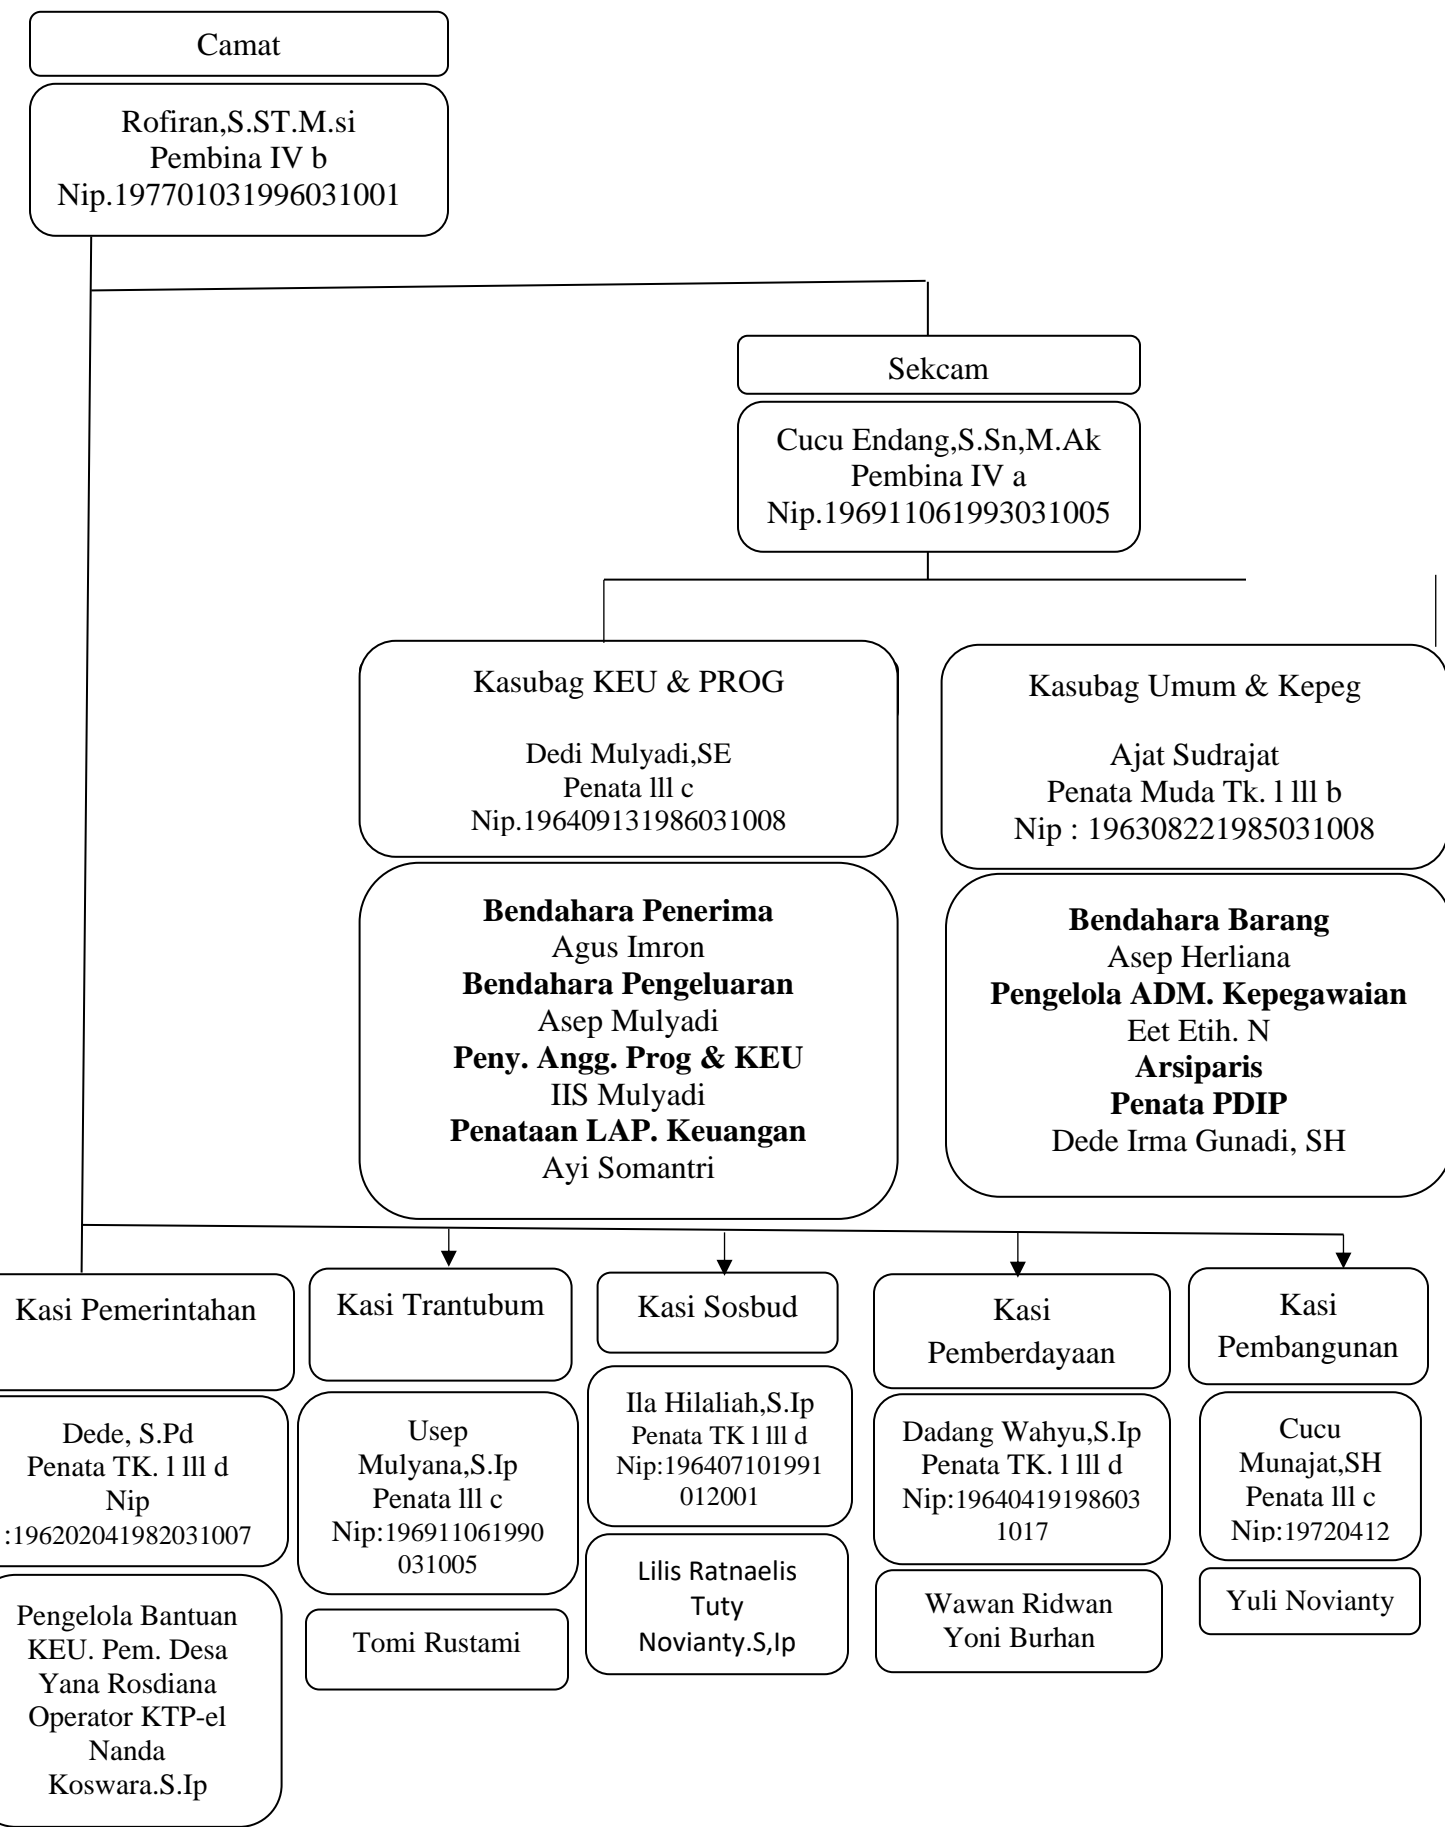 Camat
Rofiran,S.ST.M.si
Pembina IV b
Nip.197701031996031001
Sekcam
Cucu Endang,S.Sn,M.Ak
Pembina IV a
Nip.196911061993031005
Kasubag KEU & PROG
Dedi Mulyadi,SE
Penata lll c
Nip.196409131986031008
Kasubag Umum & Kepeg
Ajat Sudrajat
Penata Muda Tk. l lll b
Nip : 196308221985031008
Bendahara Penerima
Agus Imron
Bendahara Pengeluaran
Asep Mulyadi
Peny. Angg. Prog & KEU
IIS Mulyadi
Penataan LAP. Keuangan
Ayi Somantri
Bendahara Barang
Asep Herliana
Pengelola ADM. Kepegawaian
Eet Etih. N
Arsiparis
Penata PDIP
Dede Irma Gunadi, SH
Kasi Pemerintahan
Dede, S.Pd
Penata TK. l lll d
Nip
:196202041982031007
Pengelola Bantuan
KEU. Pem. Desa
Yana Rosdiana
Operator KTP-el
Nanda
Koswara.S.Ip
Kasi Trantubum
Usep
Mulyana,S.Ip
Penata lll c
Nip:196911061990
031005
Tomi Rustami
Kasi Sosbud
Ila Hilaliah,S.Ip
Penata TK l lll d
Nip:196407101991
012001
Lilis Ratnaelis
Tuty
Novianty.S,Ip
Kasi
Pemberdayaan
Dadang Wahyu,S.Ip
Penata TK. l lll d
Nip:19640419198603
1017
Wawan Ridwan
Yoni Burhan
Kasi
Pembangunan
Cucu
Munajat,SH
Penata lll c
Nip:19720412
Yuli Novianty